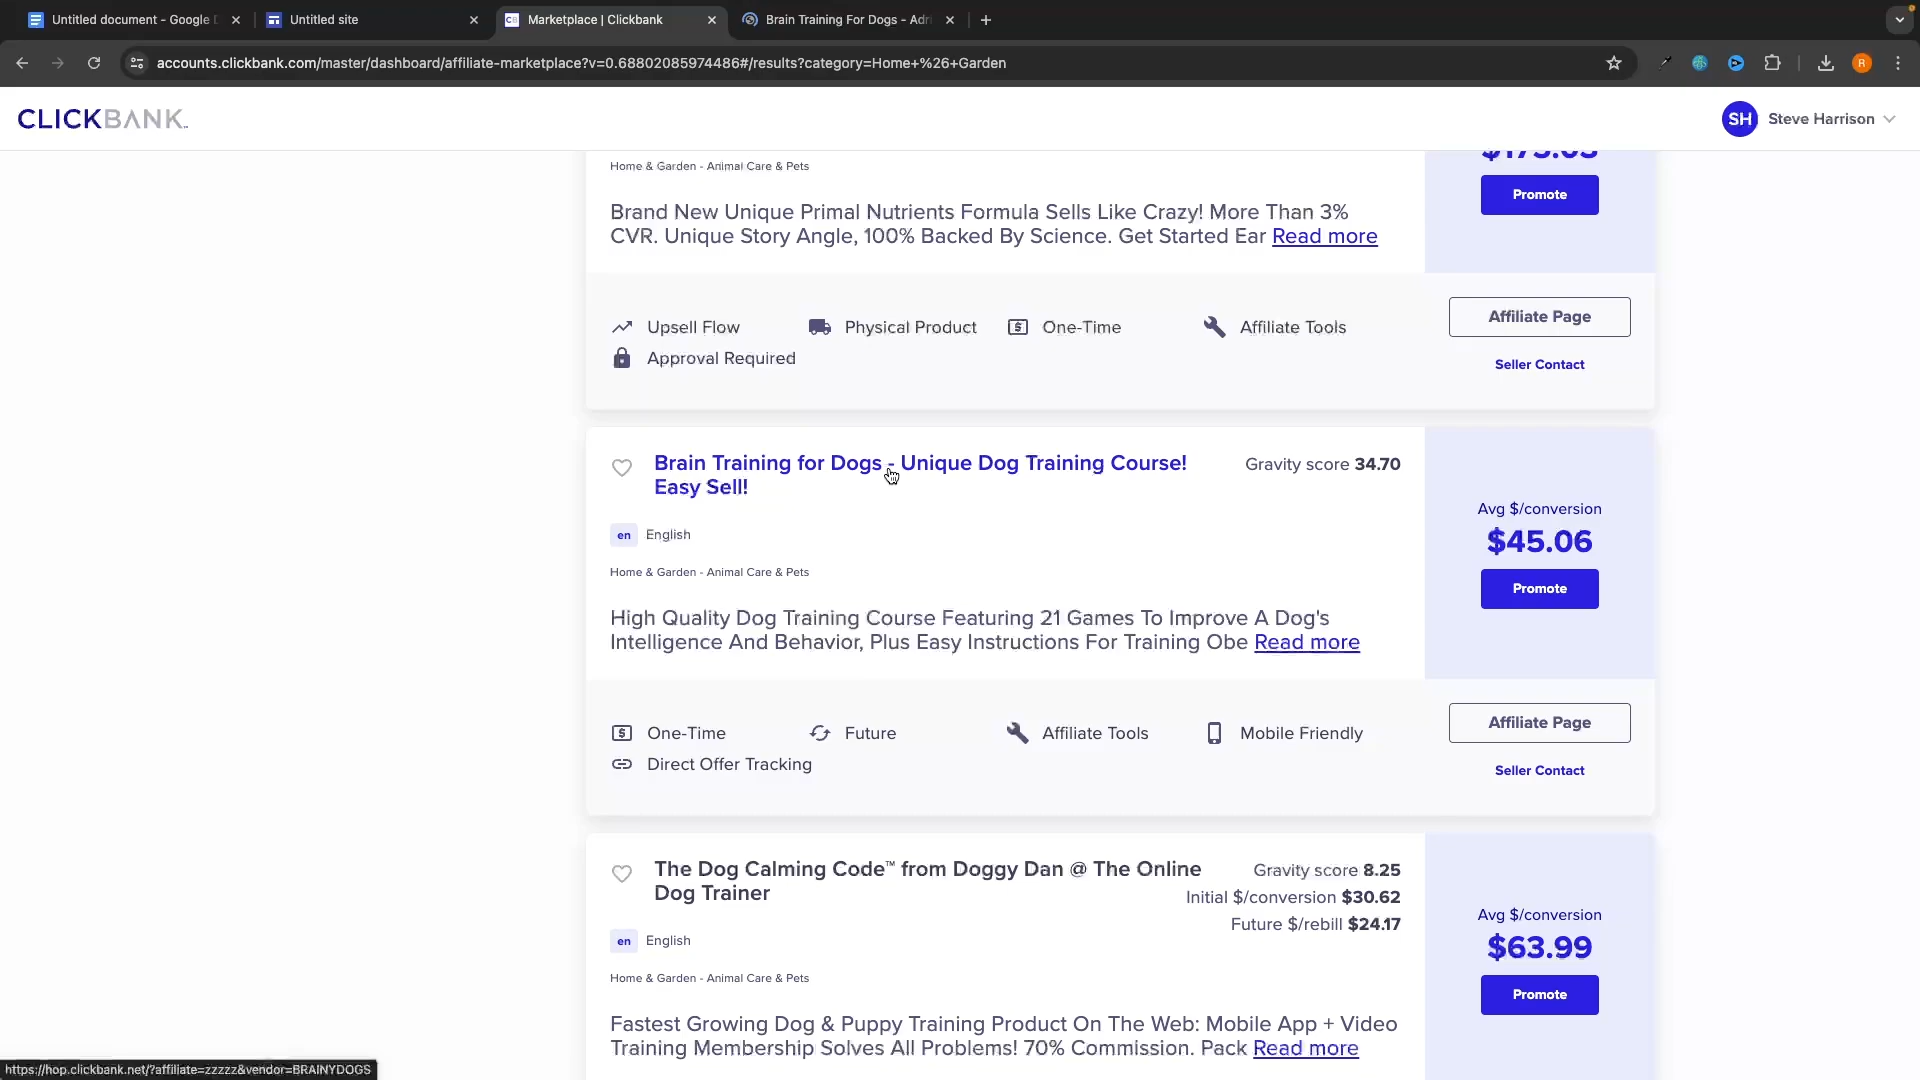 Untitled document - Google D
Untitled site
Marketplace | Clickbank
Brain Training For Dogs - Adri
accounts.clickbank.com/master/dashboard/affiliate-marketplace?v=0.68802085974486#/results?category=Home+%26+Garden
R
CLICKBANK
SH
Steve Harrison
$175.63
Home & Garden - Animal Care & Pets
Promote
Brand New Unique Primal Nutrients Formula Sells Like Crazy! More Than 3%
CVR. Unique Story Angle, 100% Backed By Science. Get Started Ear Read more
Upsell Flow
Physical Product
One-Time
Affiliate Tools
Approval Required
Affiliate Page
Seller Contact
Brain Training for Dogs - Unique Dog Training Course!
Easy Sell!
Gravity score 34.70
en English
Home & Garden - Animal Care & Pets
Avg $/conversion
$45.06
Promote
High Quality Dog Training Course Featuring 21 Games To Improve A Dog's
Intelligence And Behavior, Plus Easy Instructions For Training Obe Read more
One-Time
Future
Affiliate Tools
Mobile Friendly
Direct Offer Tracking
Affiliate Page
Seller Contact
The Dog Calming Code™ from Doggy Dan @ The Online
Dog Trainer
Gravity score 8.25
Initial $/conversion $30.62
Future $/rebill $24.17
en English
Home & Garden - Animal Care & Pets
Avg $/conversion
$63.99
Promote
Fastest Growing Dog & Puppy Training Product On The Web: Mobile App + Video
Training Membership Solves All Problems! 70% Commission. Pack Read more
https://hop.clickbank.net/?affiliate=zzzzz&vendor=BRAINYDOGS